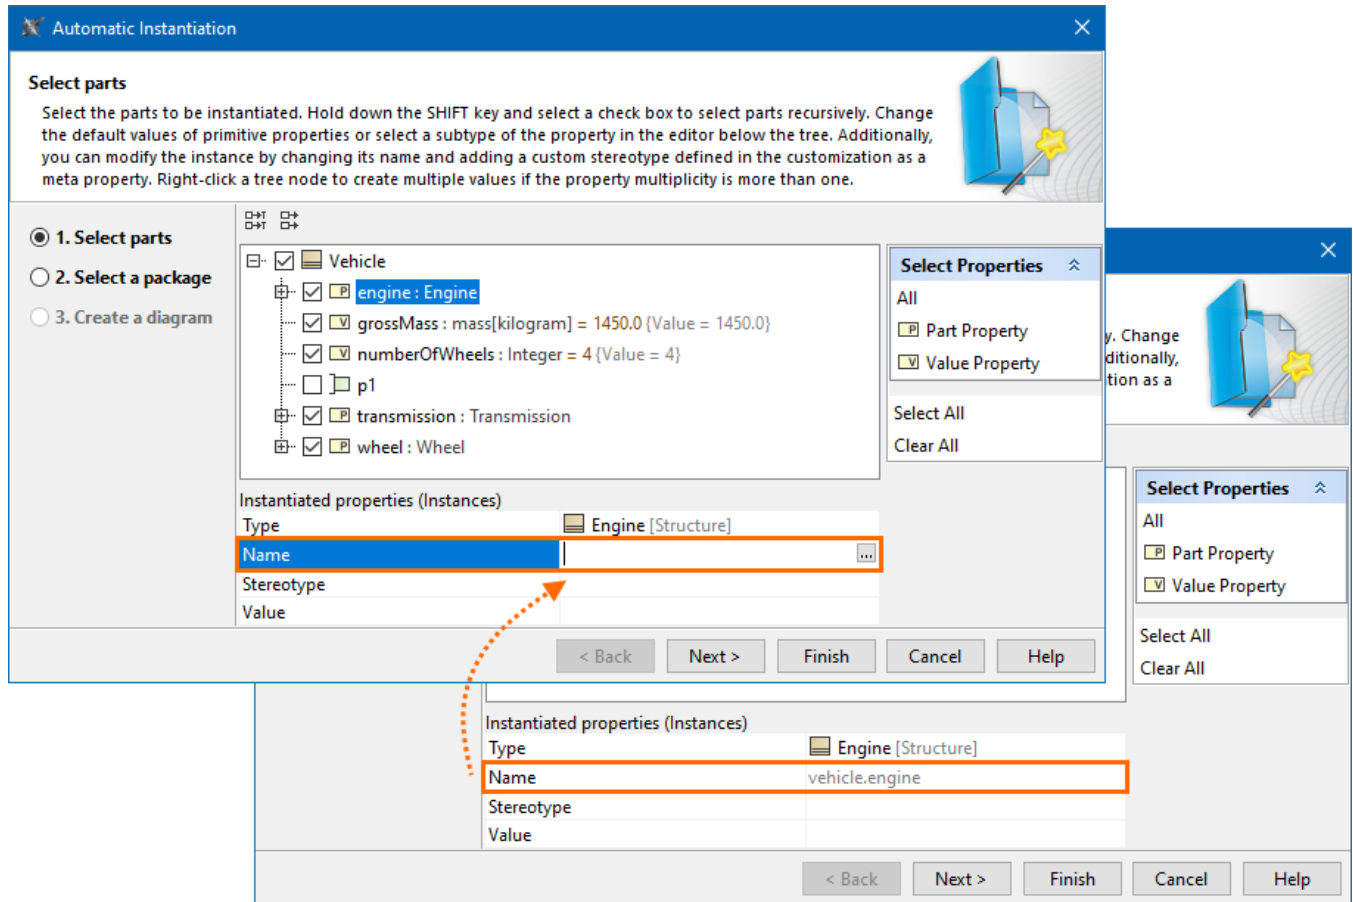 Automatic Instantiation
Select parts
Select the parts to be instantiated. Hold down the SHIFT key and select a check box to select parts recursively. Change
the default values of primitive properties or select a subtype of the property in the editor below the tree. Additionally,
you can modify the instance by changing its name and adding a custom stereotype defined in the customization as a
meta property. Right-click a tree node to create multiple values if the property multiplicity is more than one.
1. Select parts
2. Select a package
3. Create a diagram
Vehicle
P engine : Engine
V grossMass : mass[kilogram] = 1450.0 {Value = 1450.0}
V numberOfWheels : Integer = 4 {Value = 4}
p1
P transmission : Transmission
P wheel : Wheel
Select Properties
All
P Part Property
V Value Property
Select All
Clear All
Instantiated properties (Instances)
Type Engine [Structure]
Name ...
Stereotype
Value
< Back Next > Finish Cancel Help
y. Change
ditionally,
tion as a
Select Properties
All
P Part Property
V Value Property
Select All
Clear All
Instantiated properties (Instances)
Type Engine [Structure]
Name vehicle.engine
Stereotype
Value
< Back Next > Finish Cancel Help